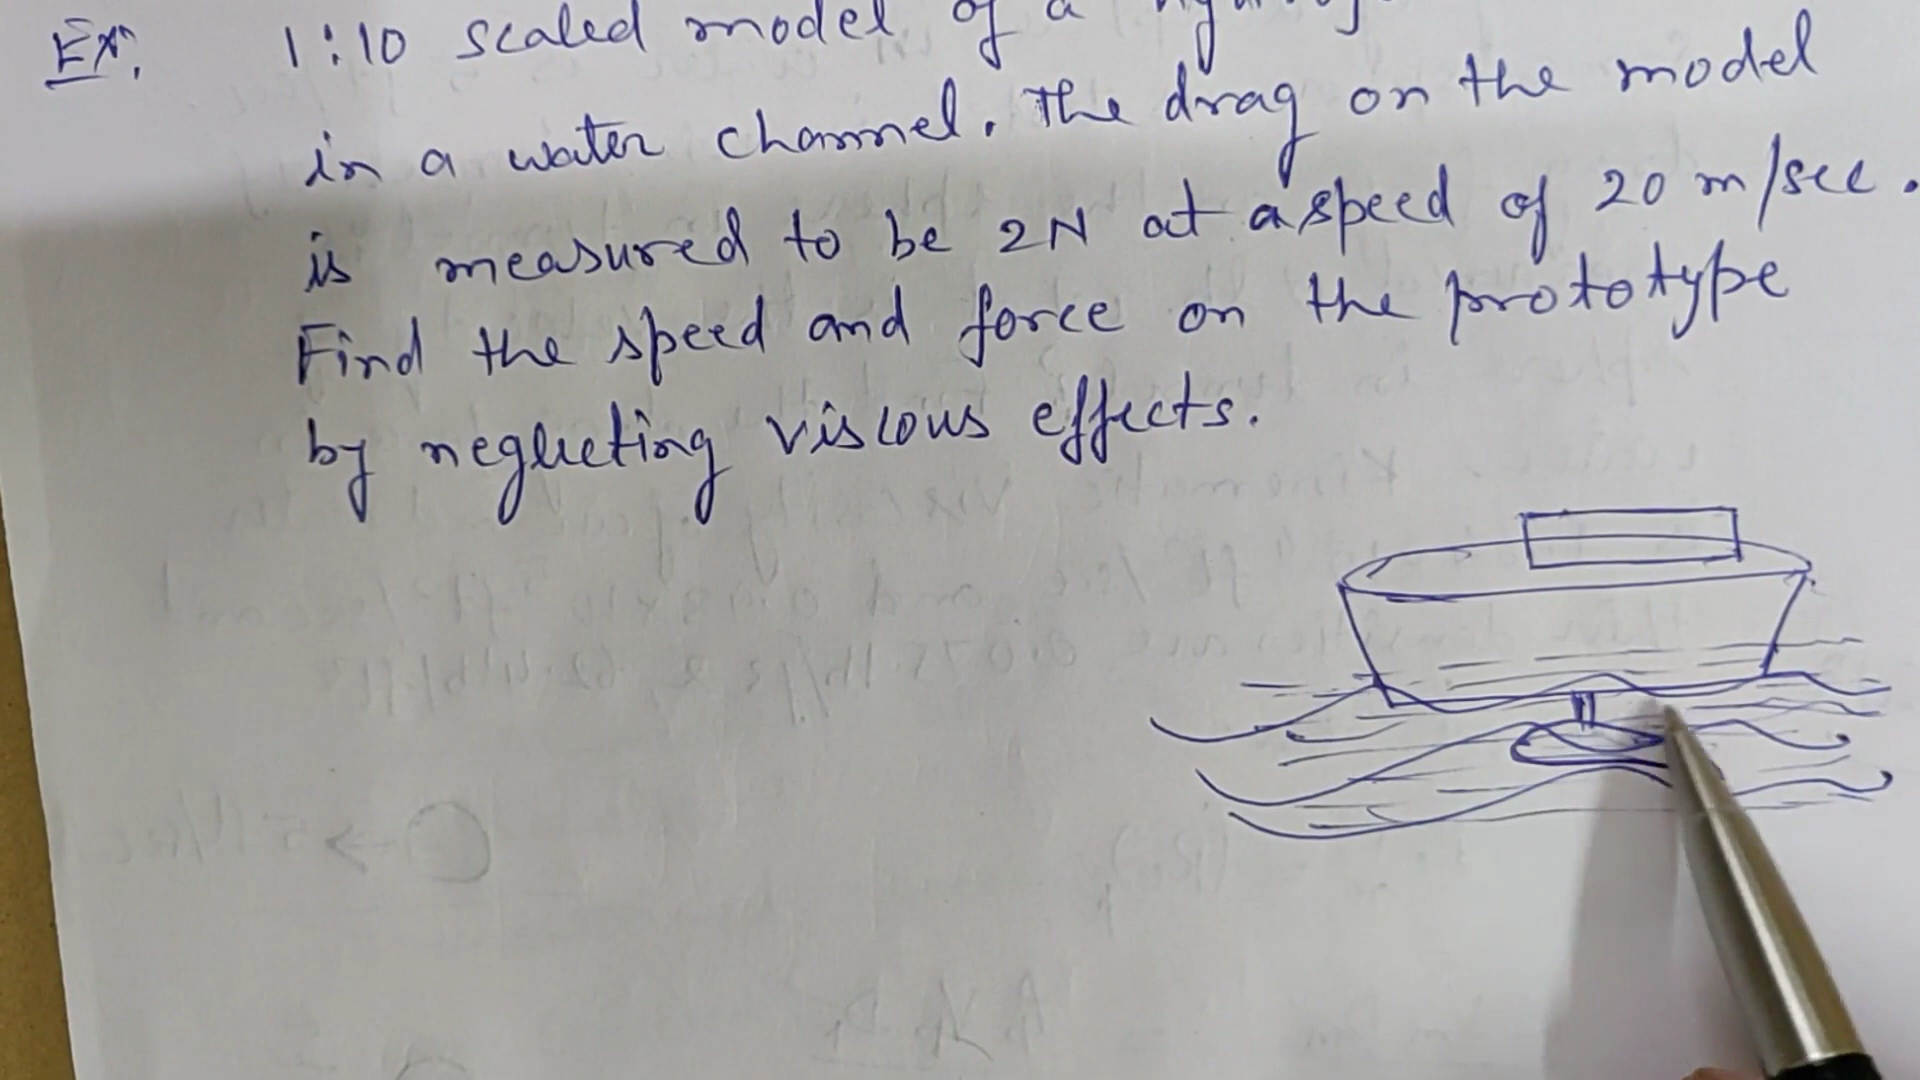 Ex. 1:10 scaled model of a
in a water channel. The drag on the model
is measured to be 2N at a speed of 20 m/sec.
Find the speed and force on the prototype
by neglecting viscous effects.